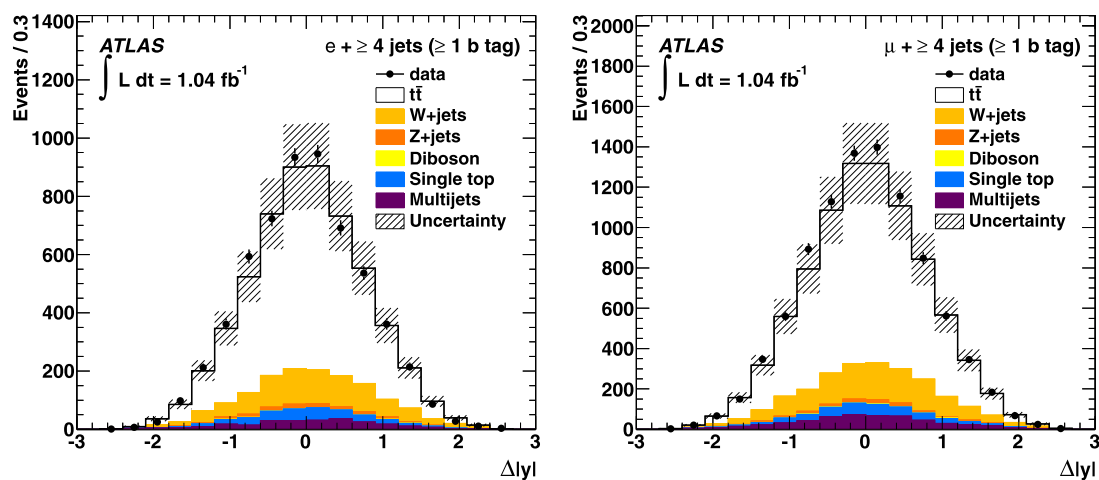 Events / 0.3
1400
1200
1000
800
600
400
200
0
ATLAS
∫ L dt = 1.04 fb⁻¹
e + ≥ 4 jets (≥ 1 b tag)
data
tt̄
W+jets
Z+jets
Diboson
Single top
Multijets
Uncertainty
-3 -2 -1 0 1 2 3
Δ|y|
Events / 0.3
2000
1800
1600
1400
1200
1000
800
600
400
200
0
ATLAS
∫ L dt = 1.04 fb⁻¹
μ + ≥ 4 jets (≥ 1 b tag)
data
tt̄
W+jets
Z+jets
Diboson
Single top
Multijets
Uncertainty
-3 -2 -1 0 1 2 3
Δ|y|